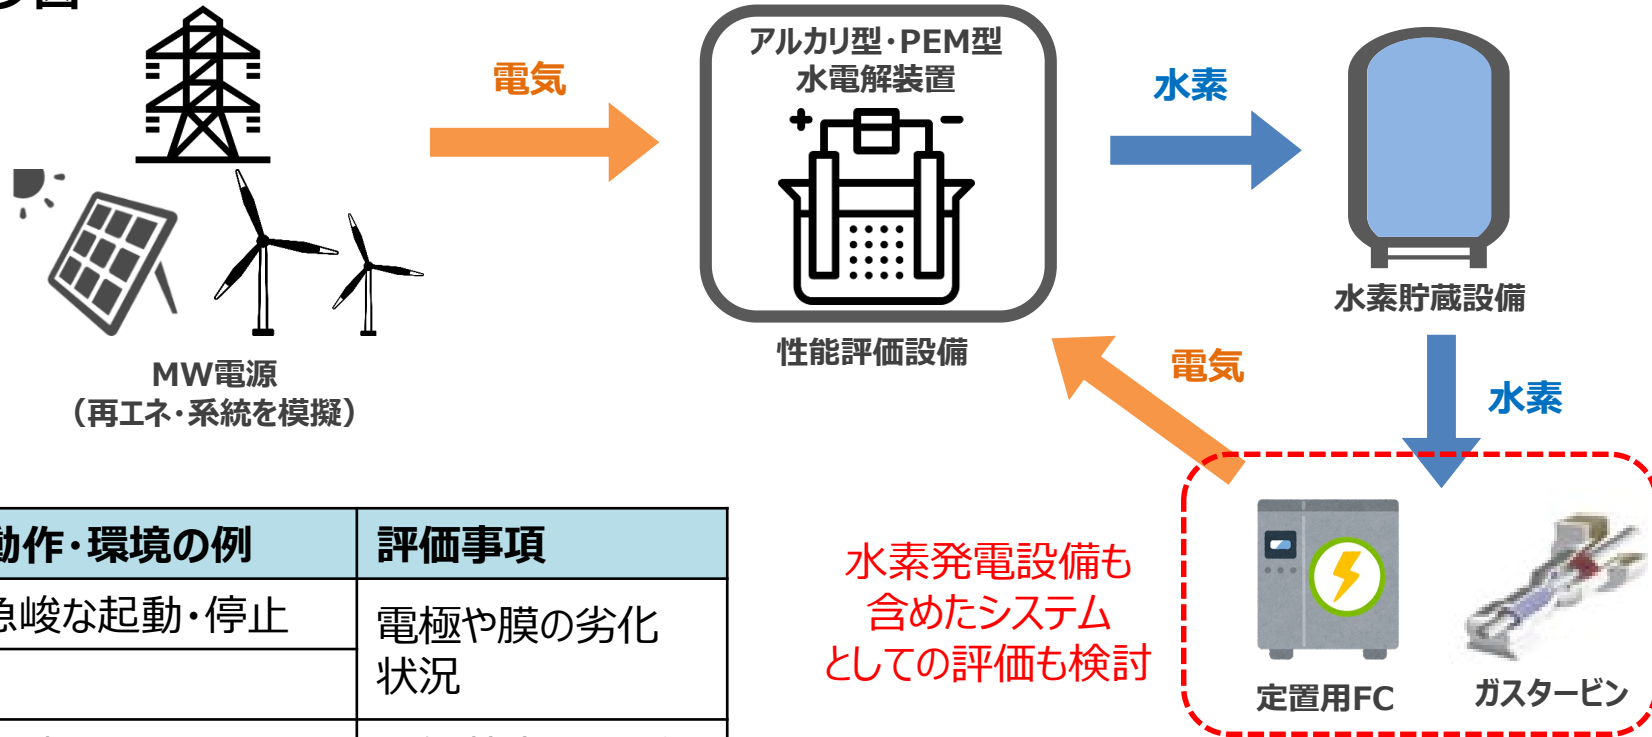 電気
アルカリ型・PEM型
水電解装置
水素
性能評価設備
水素貯蔵設備
MW電源
（再エネ・系統を模擬）
電気
水素
動作・環境の例
評価事項
急峻な起動・停止
電極や膜の劣化
状況
水素発電設備も
含めたシステム
としての評価も検討
定置用FC
ガスタービン